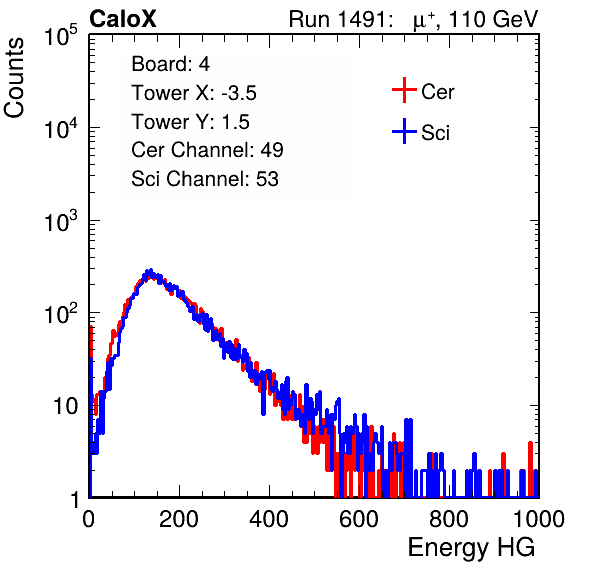 CaloX Run 1491: μ⁺, 110 GeV
Counts
10⁵
10⁴
10³
10²
10
1
Board: 4
Tower X: -3.5
Tower Y: 1.5
Cer Channel: 49
Sci Channel: 53
Cer
Sci
0 200 400 600 800 1000
Energy HG